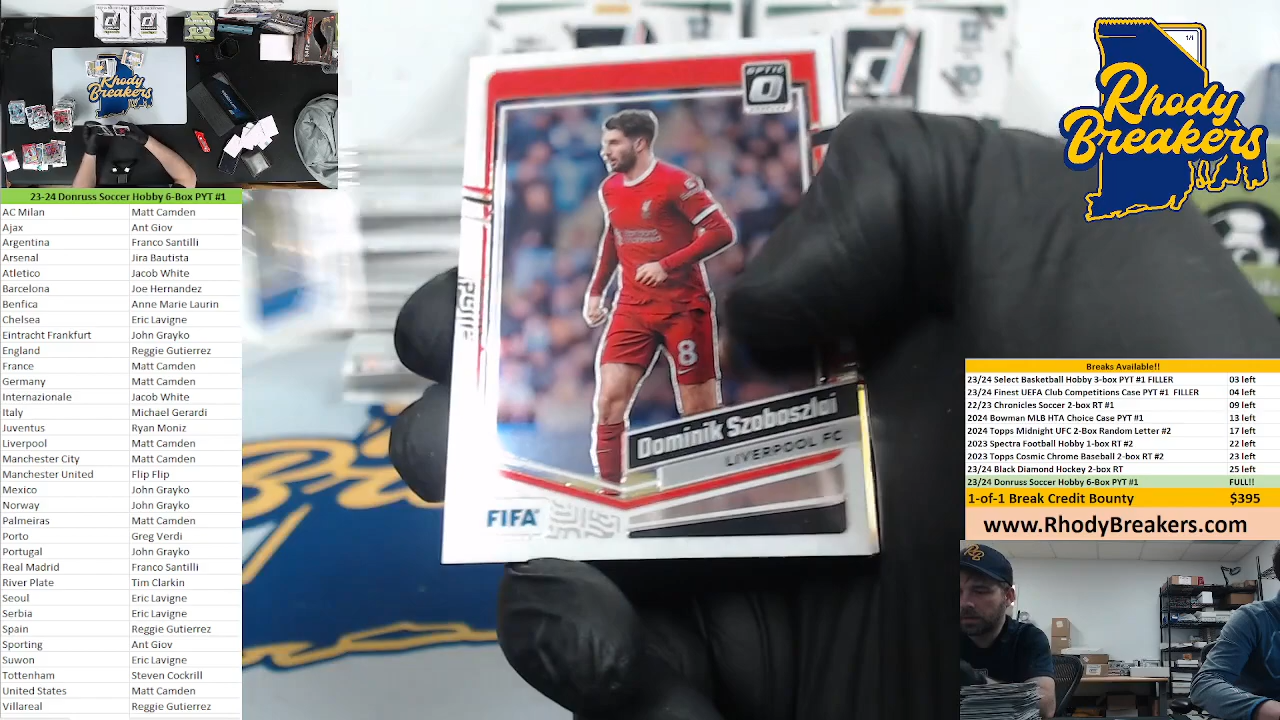 23-24 Donruss Soccer Hobby 6-Box PYT #1
AC Milan Matt Camden
Ajax Ant Giov
Argentina Franco Santilli
Arsenal Jira Bautista
Atletico Jacob White
Barcelona Joe Hernandez
Benfica Anne Marie Laurin
Chelsea Eric Lavigne
Eintracht Frankfurt John Grayko
England Reggie Gutierrez
France Matt Camden
Germany Matt Camden
Internazionale Jacob White
Italy Michael Gerardi
Juventus Ryan Moniz
Liverpool Matt Camden
Manchester City Matt Camden
Manchester United Flip Flip
Mexico John Grayko
Norway John Grayko
Palmeiras Matt Camden
Porto Greg Verdi
Portugal John Grayko
Real Madrid Franco Santilli
River Plate Tim Clarkin
Seoul Eric Lavigne
Serbia Eric Lavigne
Spain Reggie Gutierrez
Sporting Ant Giov
Suwon Eric Lavigne
Tottenham Steven Cockrill
United States Matt Camden
Villareal Reggie Gutierrez
Rhody
Breakers
OPTIC
8
Dominik Szoboszlai
LIVERPOOL FC
FIFA
1/1
Rhody
Breakers
Breaks Available!!
23/24 Select Basketball Hobby 3-box PYT #1 FILLER 03 left
23/24 Finest UEFA Club Competitions Case PYT #1 FILLER 04 left
22/23 Chronicles Soccer 2-box RT #1 09 left
2024 Bowman MLB HTA Choice Case PYT #1 13 left
2024 Topps Midnight UFC 2-Box Random Letter #2 17 left
2023 Spectra Football Hobby 1-box RT #2 22 left
2023 Topps Cosmic Chrome Baseball 2-box RT #2 23 left
23/24 Black Diamond Hockey 2-box RT 25 left
23/24 Donruss Soccer Hobby 6-Box PYT #1 FULL!!
1-of-1 Break Credit Bounty $395
www.RhodyBreakers.com